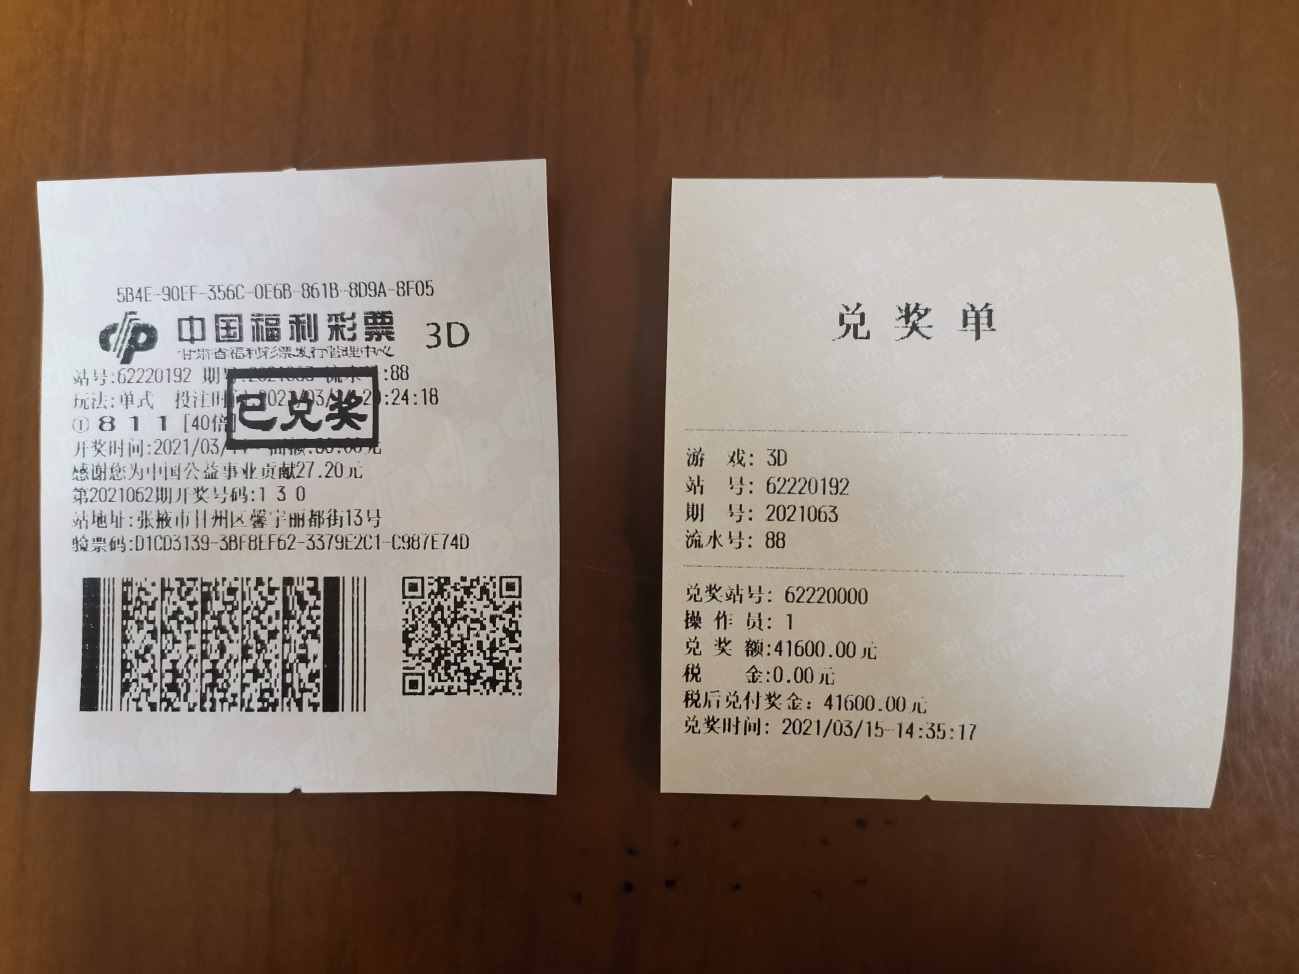 5B4E-90EF-356C-0E6B-861B-8D9A-8F05
中国福利彩票 3D
甘肃省福利彩票发行管理中心
站号:62220192 期 流水 :88
玩法:单式 投注时 :24:18
① 8 1 1 [40倍
已兑奖
开奖时间:2021/03/ 元
感谢您为中国公益事业贡献27.20元
第2021062期开奖号码:1 3 0
站地址:张掖市甘州区馨宇丽都街13号
验票码:D1CD3139-3BF8EF62-3379E2C1-C987E74D
兑奖单
游 戏: 3D
站 号: 62220192
期 号: 2021063
流水号: 88
兑奖站号: 62220000
操 作 员: 1
兑 奖 额:41600.00元
税 金:0.00元
税后兑付奖金: 41600.00元
兑奖时间: 2021/03/15-14:35:17